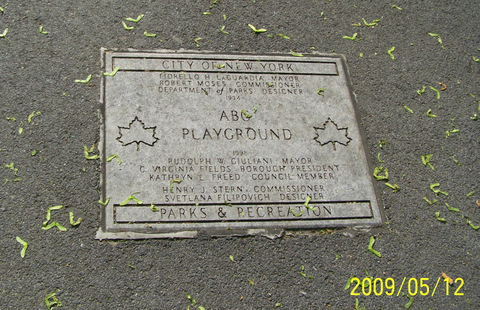 CITY OF NEW YORK
FIORELLO H. LaGUARDIA, MAYOR
ROBERT MOSES, COMMISSIONER
DEPARTMENT of PARKS, DESIGNER
ABC
PLAYGROUND
RUDOLPH W. GIULIANI, MAYOR
C. VIRGINIA FIELDS, BOROUGH PRESIDENT
KATHRYN E. FREED, COUNCIL MEMBER
HENRY J. STERN, COMMISSIONER
SVETLANA FILIPOVICH, DESIGNER
PARKS & RECREATION
2009/05/12